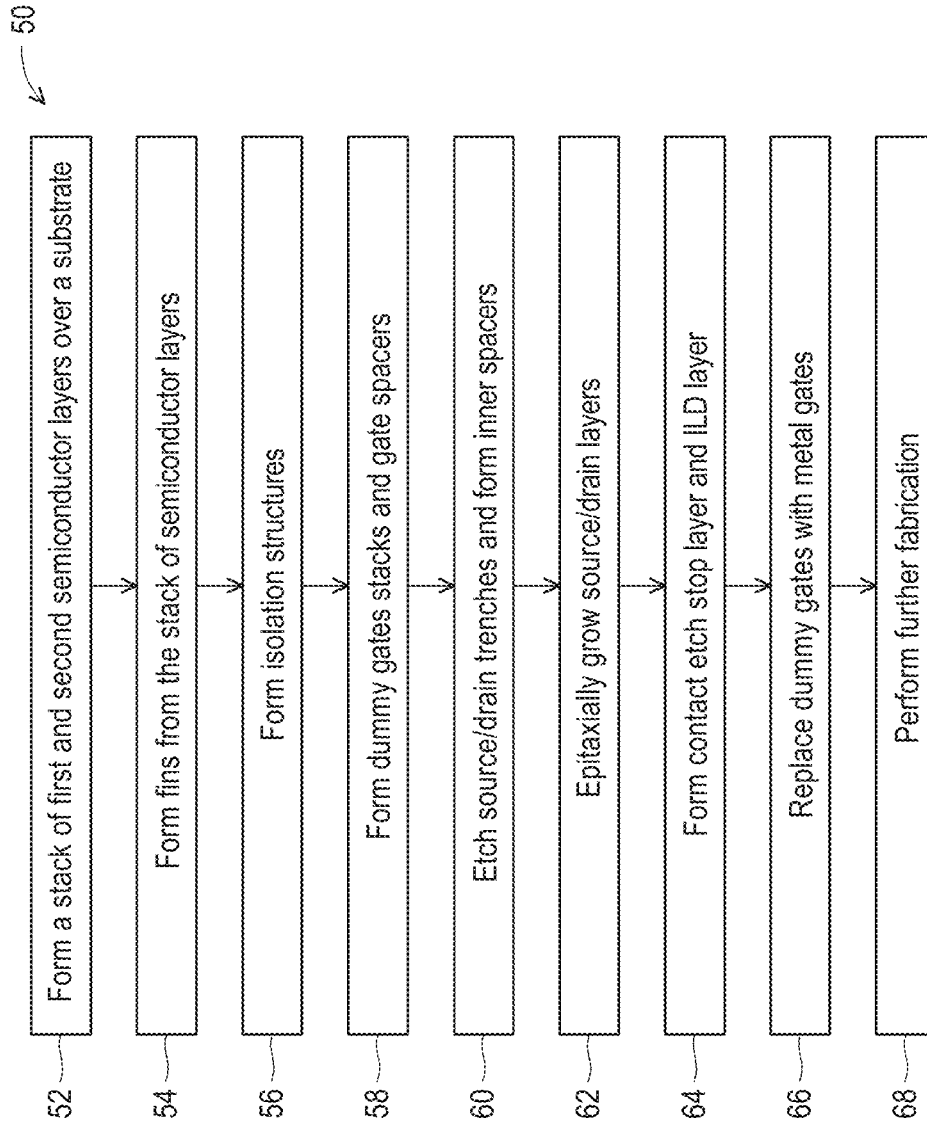 50
52 Form a stack of first and second semiconductor layers over a substrate
54 Form fins from the stack of semiconductor layers
56 Form isolation structures
58 Form dummy gates stacks and gate spacers
60 Etch source/drain trenches and form inner spacers
62 Epitaxially grow source/drain layers
64 Form contact etch stop layer and ILD layer
66 Replace dummy gates with metal gates
68 Perform further fabrication